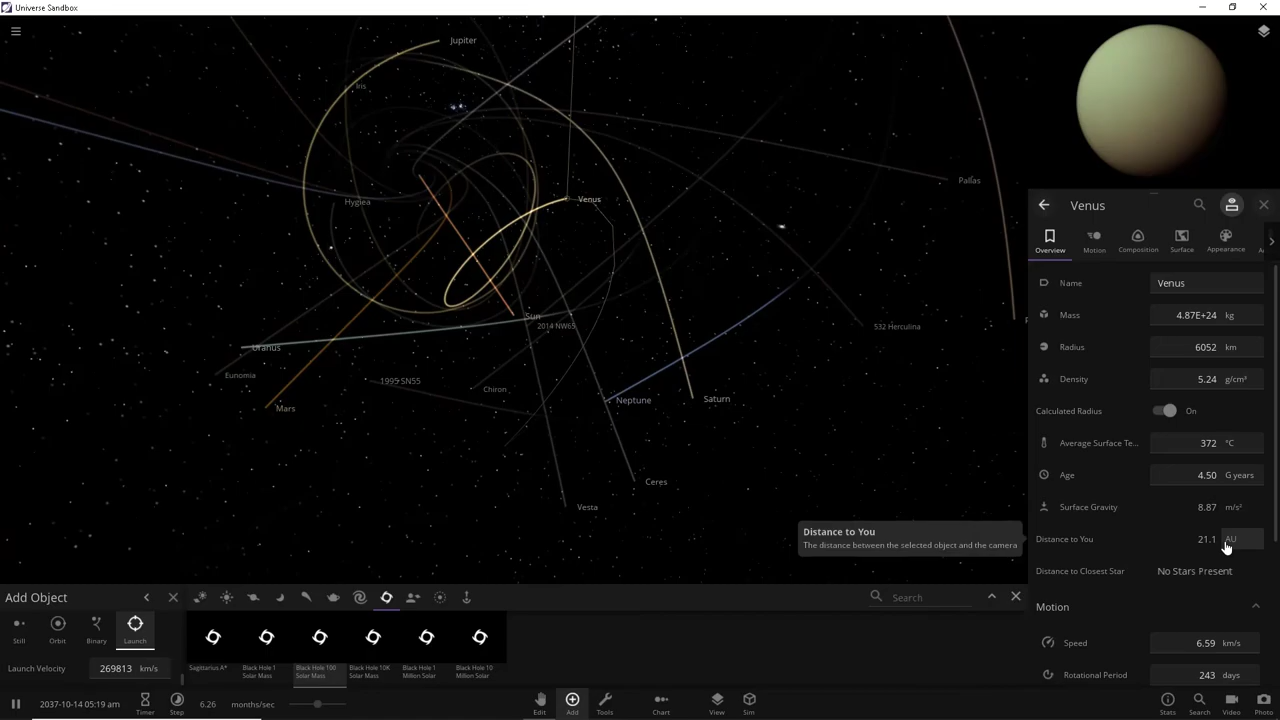 Universe Sandbox
Jupiter
Iris
Pallas
Venus
Hygiea
Venus
Overview
Motion
Composition
Surface
Appearance
Name
Venus
Mass
4.87E+24 kg
Radius
6052 km
Density
5.24 g/cm³
Calculated Radius
On
Average Surface Te...
372 °C
Age
4.50 G years
Surface Gravity
8.87 m/s²
Distance to You
21.1 AU
Distance to Closest Star
No Stars Present
Motion
Speed
6.59 km/s
Rotational Period
243 days
Sun
2014 NW65
532 Herculina
Uranus
Eunomia
1995 SN55
Chiron
Mars
Neptune
Saturn
Ceres
Vesta
Distance to You
The distance between the selected object and the camera
Add Object
Search
Still
Orbit
Binary
Launch
Launch Velocity
269813 km/s
Sagittarius A*
Black Hole 1
Solar Mass
Black Hole 100
Solar Mass
Black Hole 10K
Solar Mass
Black Hole 1
Million Solar
Black Hole 10
Million Solar
2037-10-14 05:19 am
Timer
Step
6.26 months/sec
Edit
Add
Tools
Chart
View
Sim
Stats
Search
Video
Photo